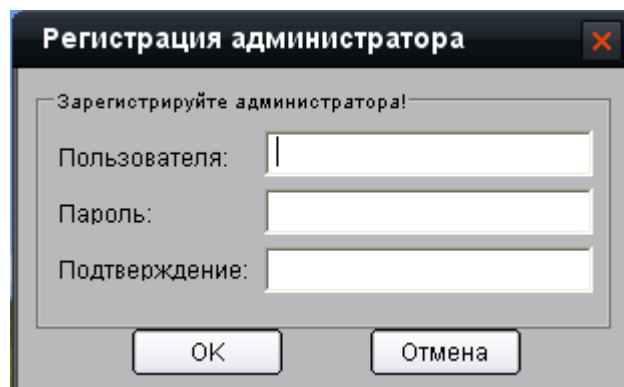 Регистрация администратора
Зарегистрируйте администратора!
Пользователя:
Пароль:
Подтверждение:
OK
Отмена